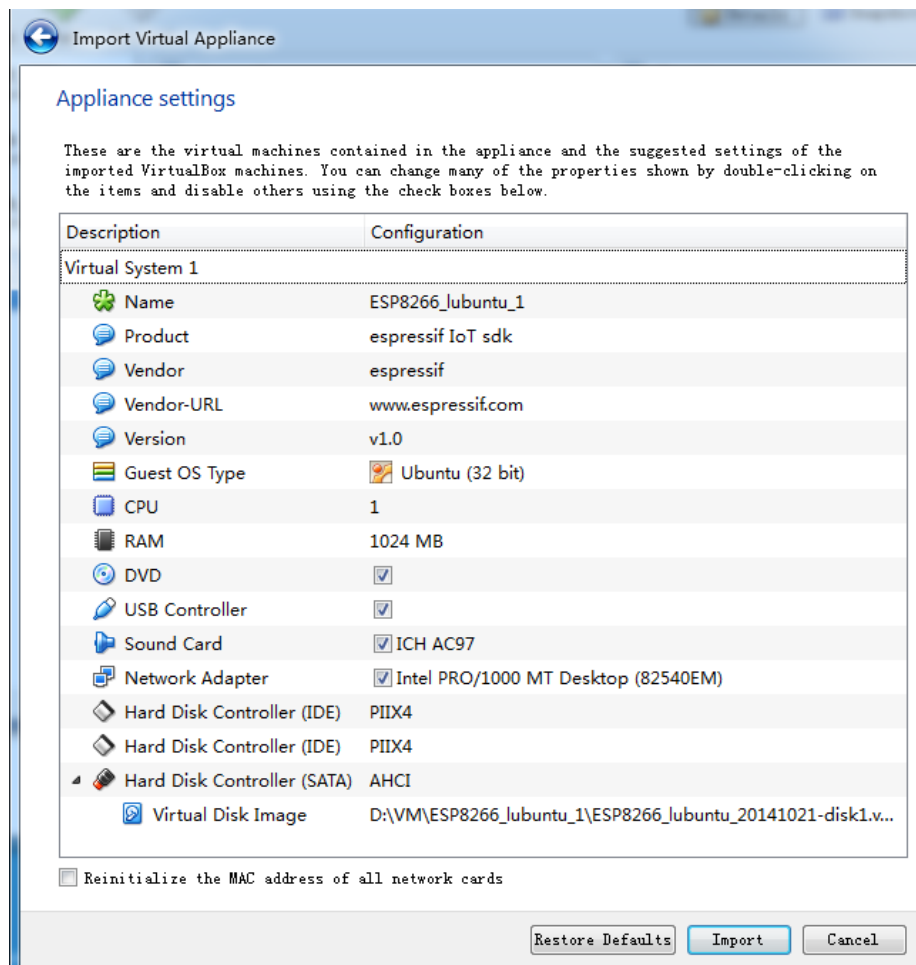 Import Virtual Appliance
Appliance settings
These are the virtual machines contained in the appliance and the suggested settings of the
imported VirtualBox machines. You can change many of the properties shown by double-clicking on
the items and disable others using the check boxes below.
Description Configuration
Virtual System 1
Name ESP8266_lubuntu_1
Product espressif IoT sdk
Vendor espressif
Vendor-URL www.espressif.com
Version v1.0
Guest OS Type Ubuntu (32 bit)
CPU 1
RAM 1024 MB
DVD
USB Controller
Sound Card ICH AC97
Network Adapter Intel PRO/1000 MT Desktop (82540EM)
Hard Disk Controller (IDE) PIIX4
Hard Disk Controller (IDE) PIIX4
Hard Disk Controller (SATA) AHCI
Virtual Disk Image D:\VM\ESP8266_lubuntu_1\ESP8266_lubuntu_20141021-disk1.v...
Reinitialize the MAC address of all network cards
Restore Defaults Import Cancel